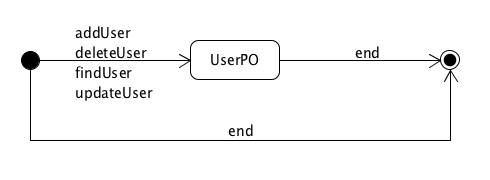 addUser
deleteUser
findUser
updateUser
UserPO
end
end